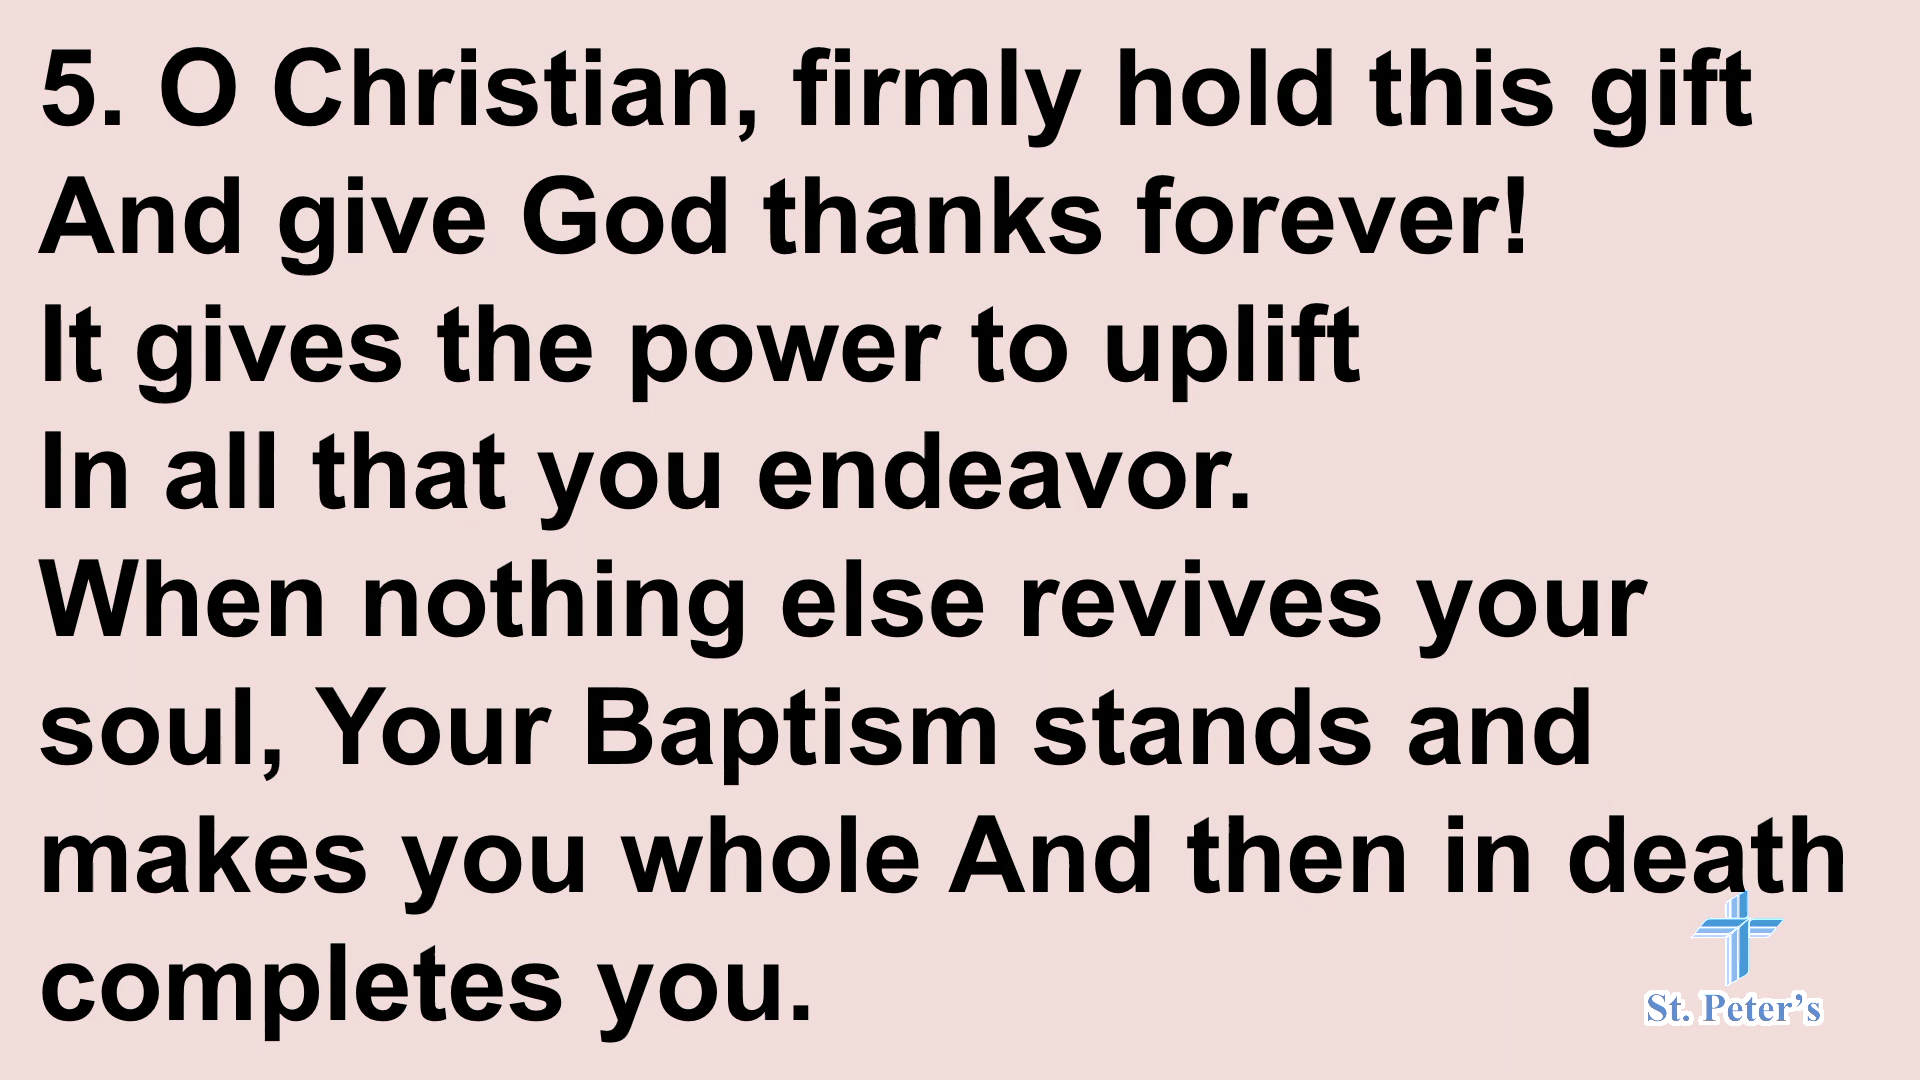 5. O Christian, firmly hold this gift
And give God thanks forever!
It gives the power to uplift
In all that you endeavor.
When nothing else revives your
soul, Your Baptism stands and
makes you whole And then in death
completes you.
St. Peter’s